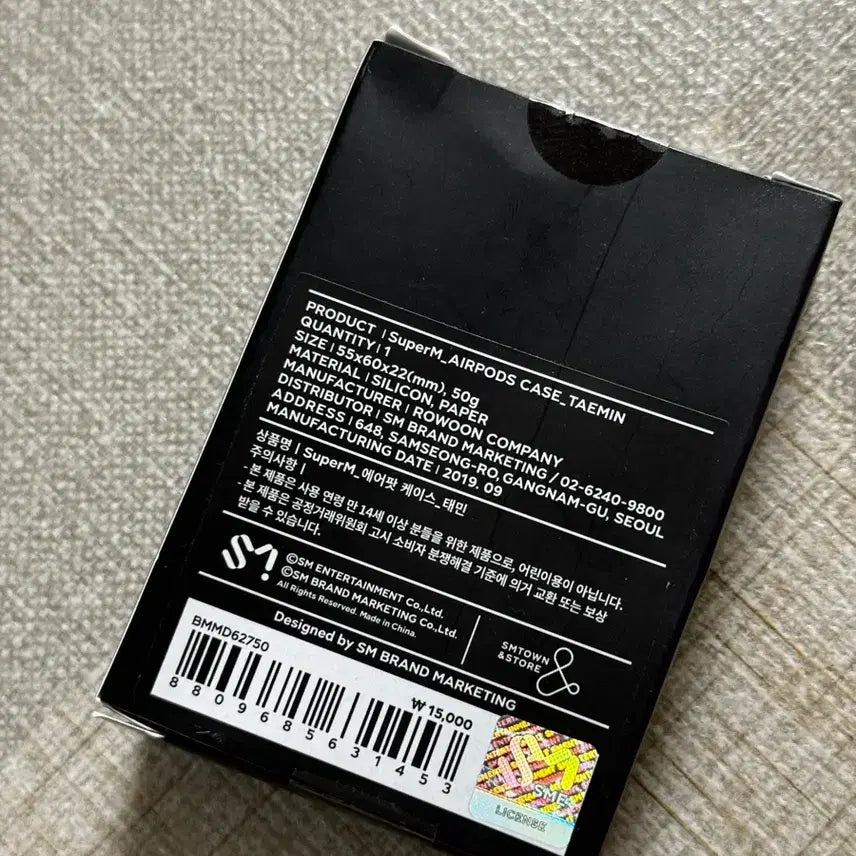 PRODUCT | SuperM_AIRPODS CASE_TAEMIN
QUANTITY | 1
SIZE | 55x60x22(mm), 50g
MATERIAL | SILICON, PAPER
MANUFACTURER | ROWOON COMPANY
DISTRIBUTOR | SM BRAND MARKETING / 02-6240-9800
ADDRESS | 648, SAMSEONG-RO,GANGNAM-GU, SEOUL
MANUFACTURING DATE | 2019. 09
상품명 | SuperM_에어팟 케이스_태민
주의사항 |
-본 제품은 사용 연령 만 14세 이상 분들을 위한 제품으로, 어린이용이 아닙니다.
-본 제품은 공정거래위원회 고시 소비자 분쟁해결 기준에 의거 교환 또는 보상
받을 수 있습니다.
SM
©SM ENTERTAINMENT Co.,Ltd.
©SM BRAND MARKETING Co.,Ltd.
All Rights Reserved. Made in China.
SMTOWN
&STORE
&
Designed by SM BRAND MARKETING
BMMD62750
₩ 15,000
8809685631453
SM
SME
LICENSE